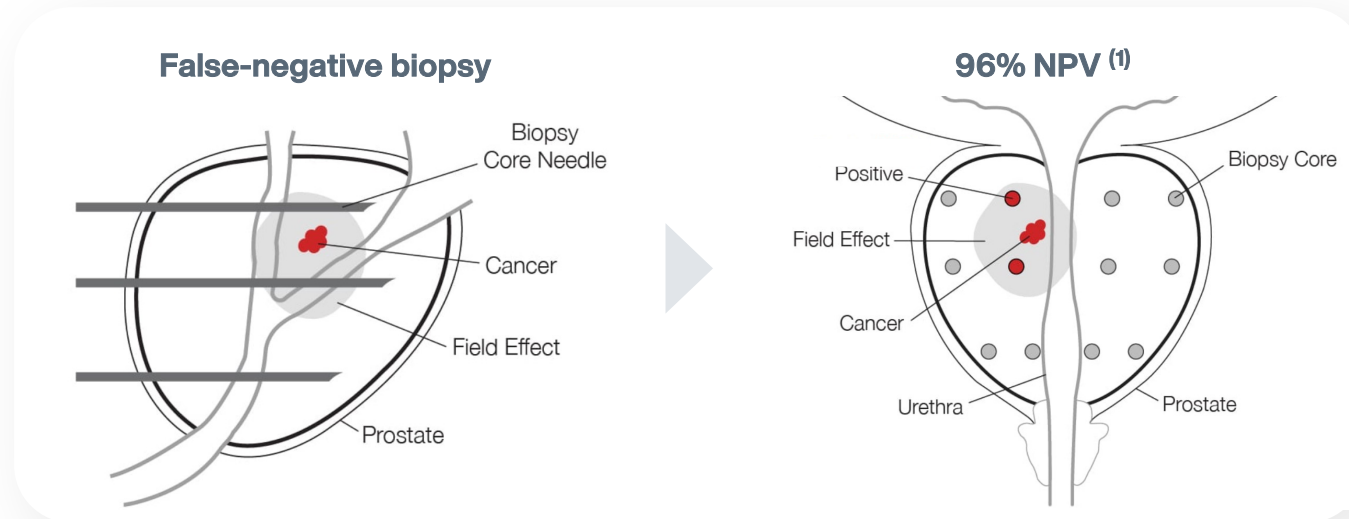 False-negative biopsy
Biopsy
Core Needle
Cancer
Field Effect
Prostate
96% NPV (1)
Positive
Biopsy Core
Field Effect
Cancer
Urethra
Prostate